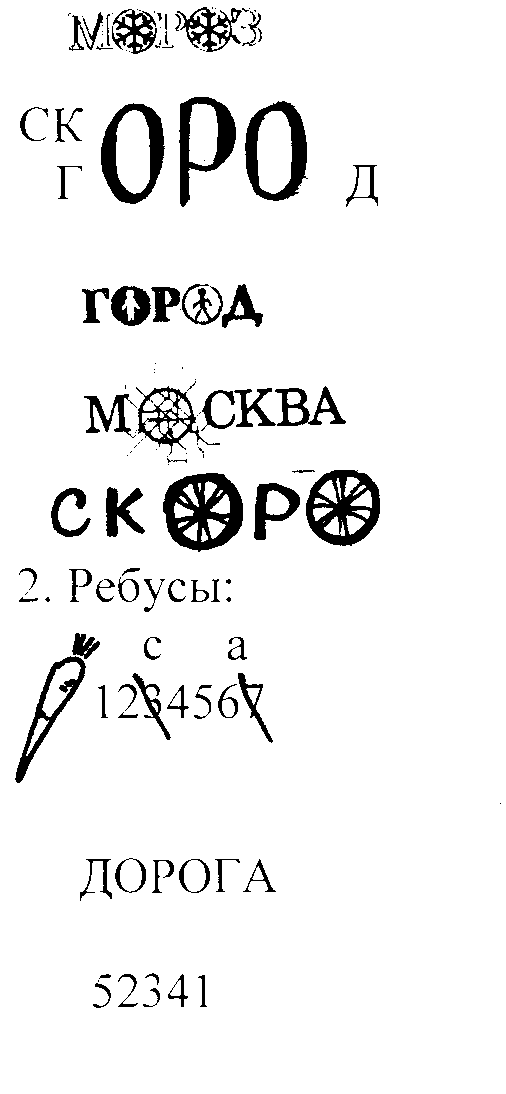 МОРОЗ
СК
ОРО
Г Д
ГОРОД
МОСКВА
СКОРО
2. Ребусы:
с а
1234567
ДОРОГА
52341